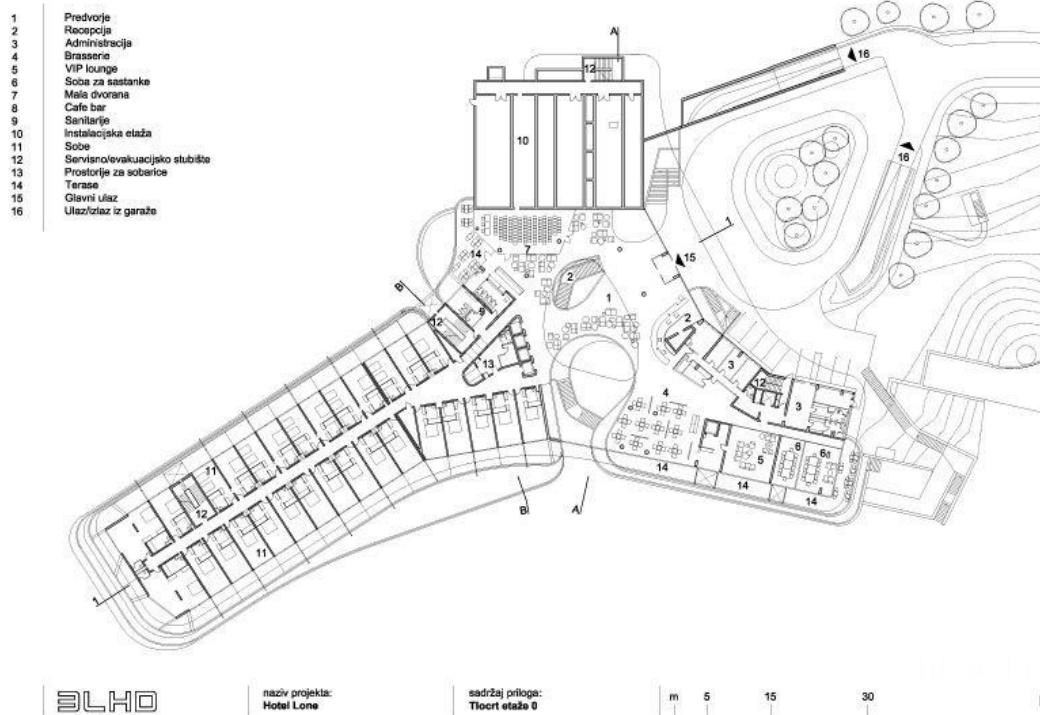 1 Predvorje
2 Recepcija
3 Administracija
4 Brasserie
5 VIP lounge
6 Soba za sastanke
7 Mala dvorana
8 Cafe bar
9 Sanitarije
10 Instalacijska etaža
11 Sobe
12 Servisno/evakuacijsko stubište
13 Prostorije za sobarice
14 Terase
15 Glavni ulaz
16 Ulaz/izlaz iz garaže
A
12
16
10
16
1
7
14
15
2
B
1
9
2
12
13
3
12
4
3
11
5
6
6
14
14
14
12
B
A
11
1
3LHD
naziv projekta:
Hotel Lone
sadržaj priloga:
Tlocrt etaže 0
m 5 15 30